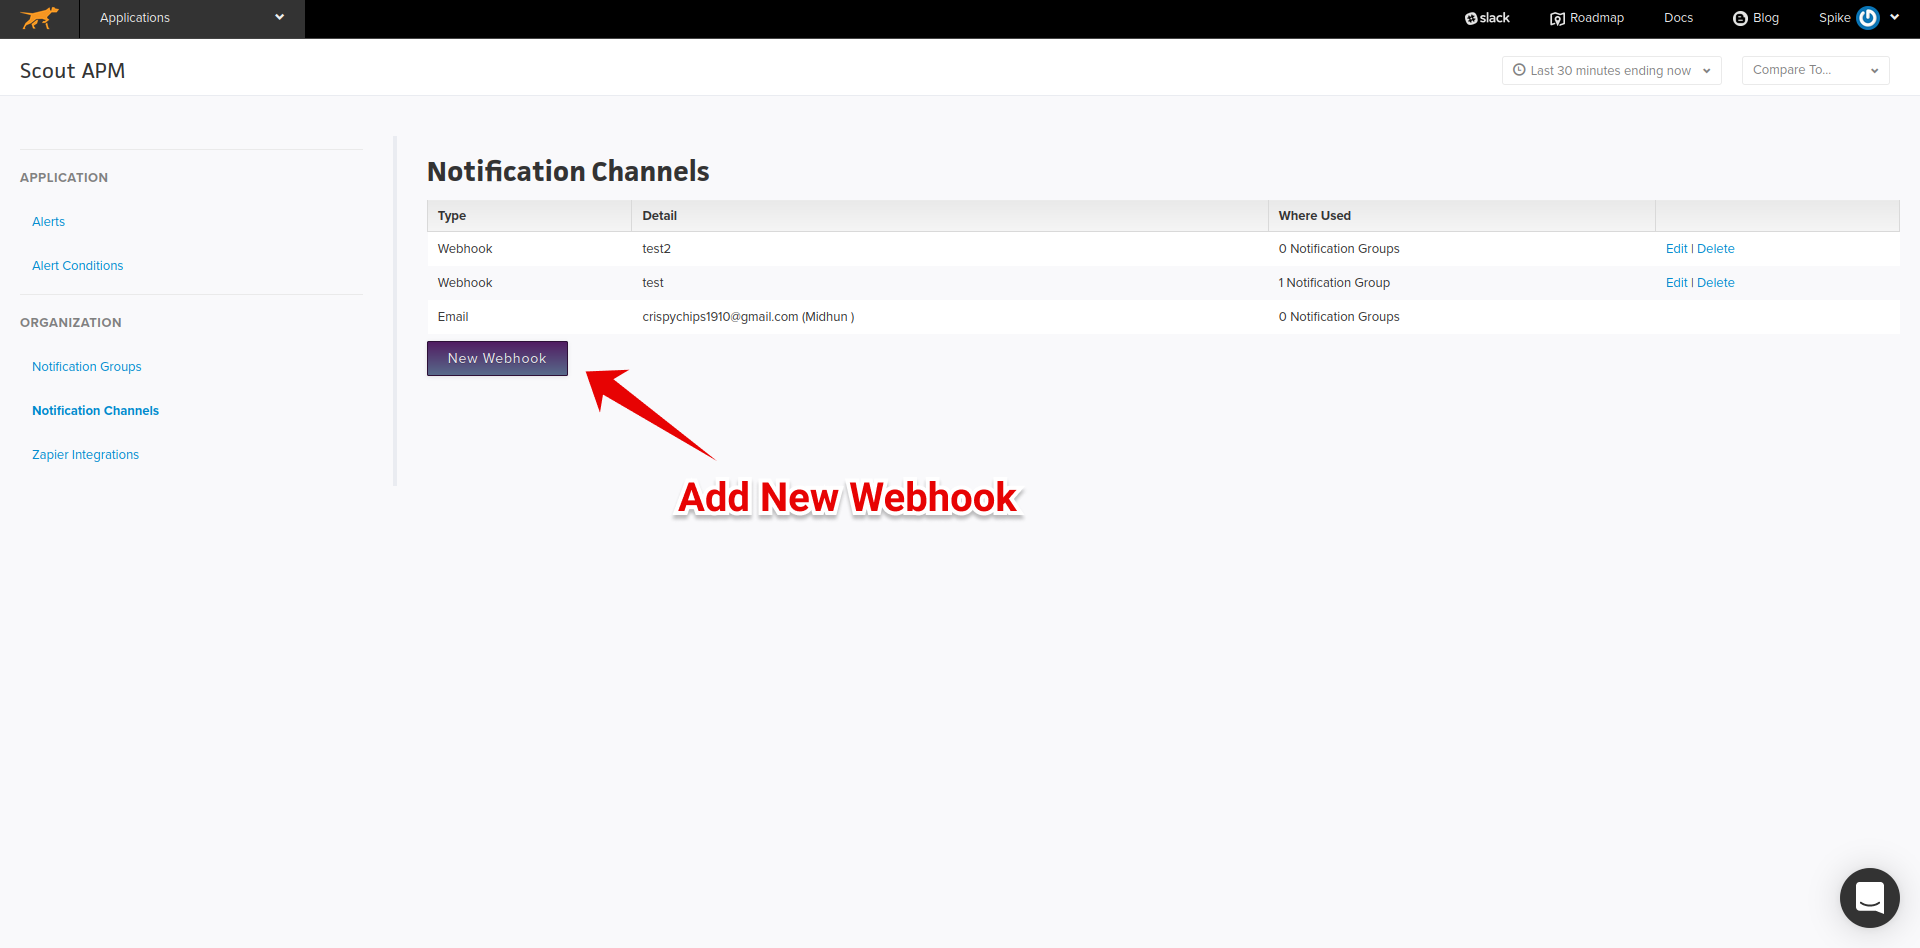 Applications
slack Roadmap Docs Blog Spike
Scout APM
Last 30 minutes ending now Compare To...
APPLICATION
Alerts
Alert Conditions
ORGANIZATION
Notification Groups
Notification Channels
Zapier Integrations
Notification Channels
Type Detail Where Used
Webhook test2 0 Notification Groups Edit | Delete
Webhook test 1 Notification Group Edit | Delete
Email crispychips1910@gmail.com (Midhun ) 0 Notification Groups
New Webhook
Add New Webhook